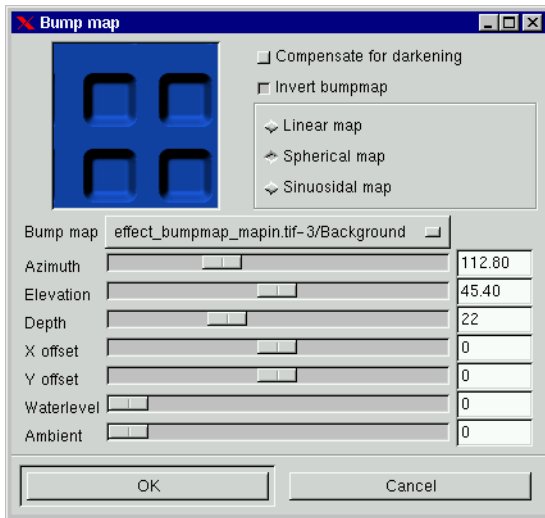 Bump map
Compensate for darkening
Invert bumpmap
Linear map
Spherical map
Sinuosidal map
Bump map effect_bumpmap_mapin.tif-3/Background
Azimuth 112.80
Elevation 45.40
Depth 22
X offset 0
Y offset 0
Waterlevel 0
Ambient 0
OK Cancel